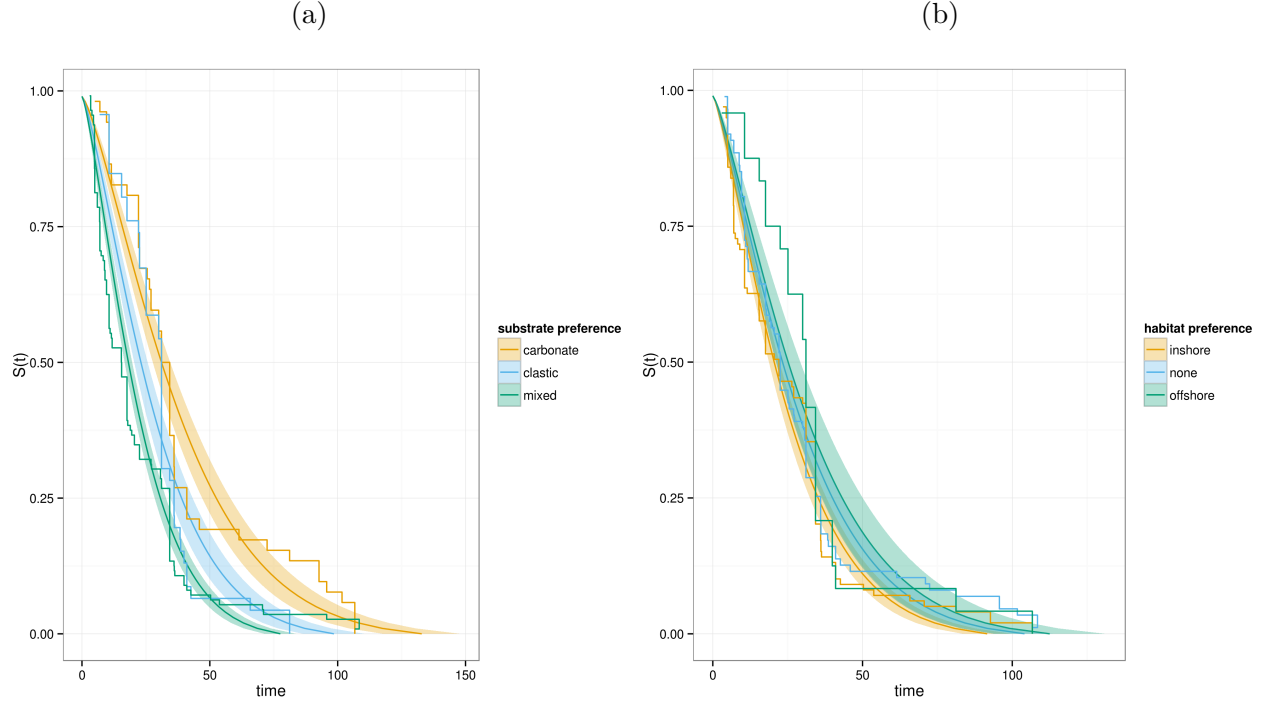 (a)
(b)
1.00
0.75
0.50
0.25
0.00
S(t)
0
50
100
150
time
substrate preference
carbonate
clastic
mixed
1.00
0.75
0.50
0.25
0.00
S(t)
0
50
100
time
habitat preference
inshore
none
offshore